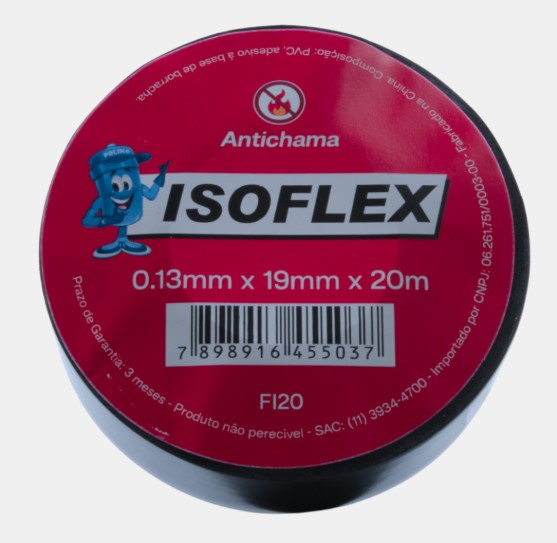 Antichama
POLIKA
ISOFLEX
0.13mm x 19mm x 20m
7 898916 455037
FI20
Prazo de Garantia: 3 meses - Produto não perecível - SAC: (11) 3934-4700 - Importado por CNPJ: 06.261.751/0003-00 - Fabricado na China. Composição: PVC, adesivo à base de borracha.